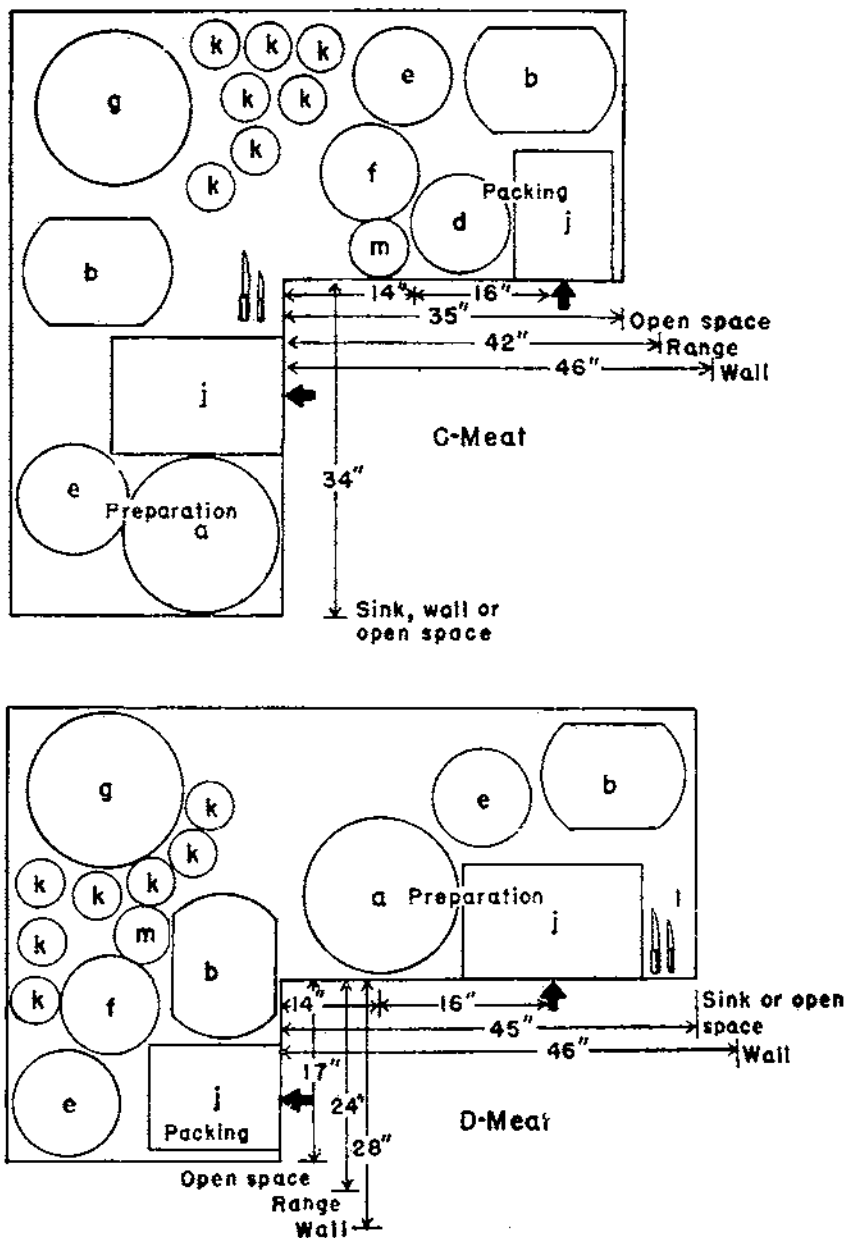 k k k
e
b
g
k k
k
f
Packing
k
d
j
m
b
14" 16"
35" Open space
42" Range
46" Wall
j
C-Meat
34"
e
Preparation
a
Sink, wall or
open space
g
b
e
k
k
k k k
a Preparation
l
m
j
k
b
k
f
14" 16" Sink or open
45" space
46" Wall
17"
e
j
24"
D-Meat
Packing
28"
Open space
Range
Wall